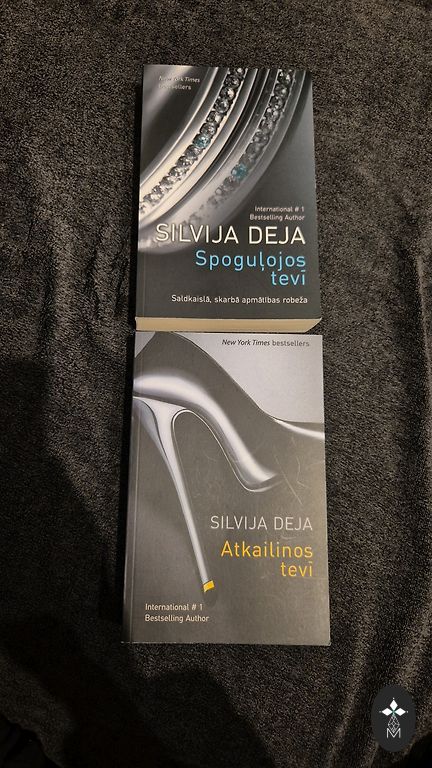 New York Times
bestsellers
International # 1
Bestselling Author
SILVIJA DEJA
Spoguļojos
tevī
Saldkaislā, skarbā apmātības robeža
New York Times bestsellers
SILVIJA DEJA
Atkailinos
tevī
International # 1
Bestselling Author
M